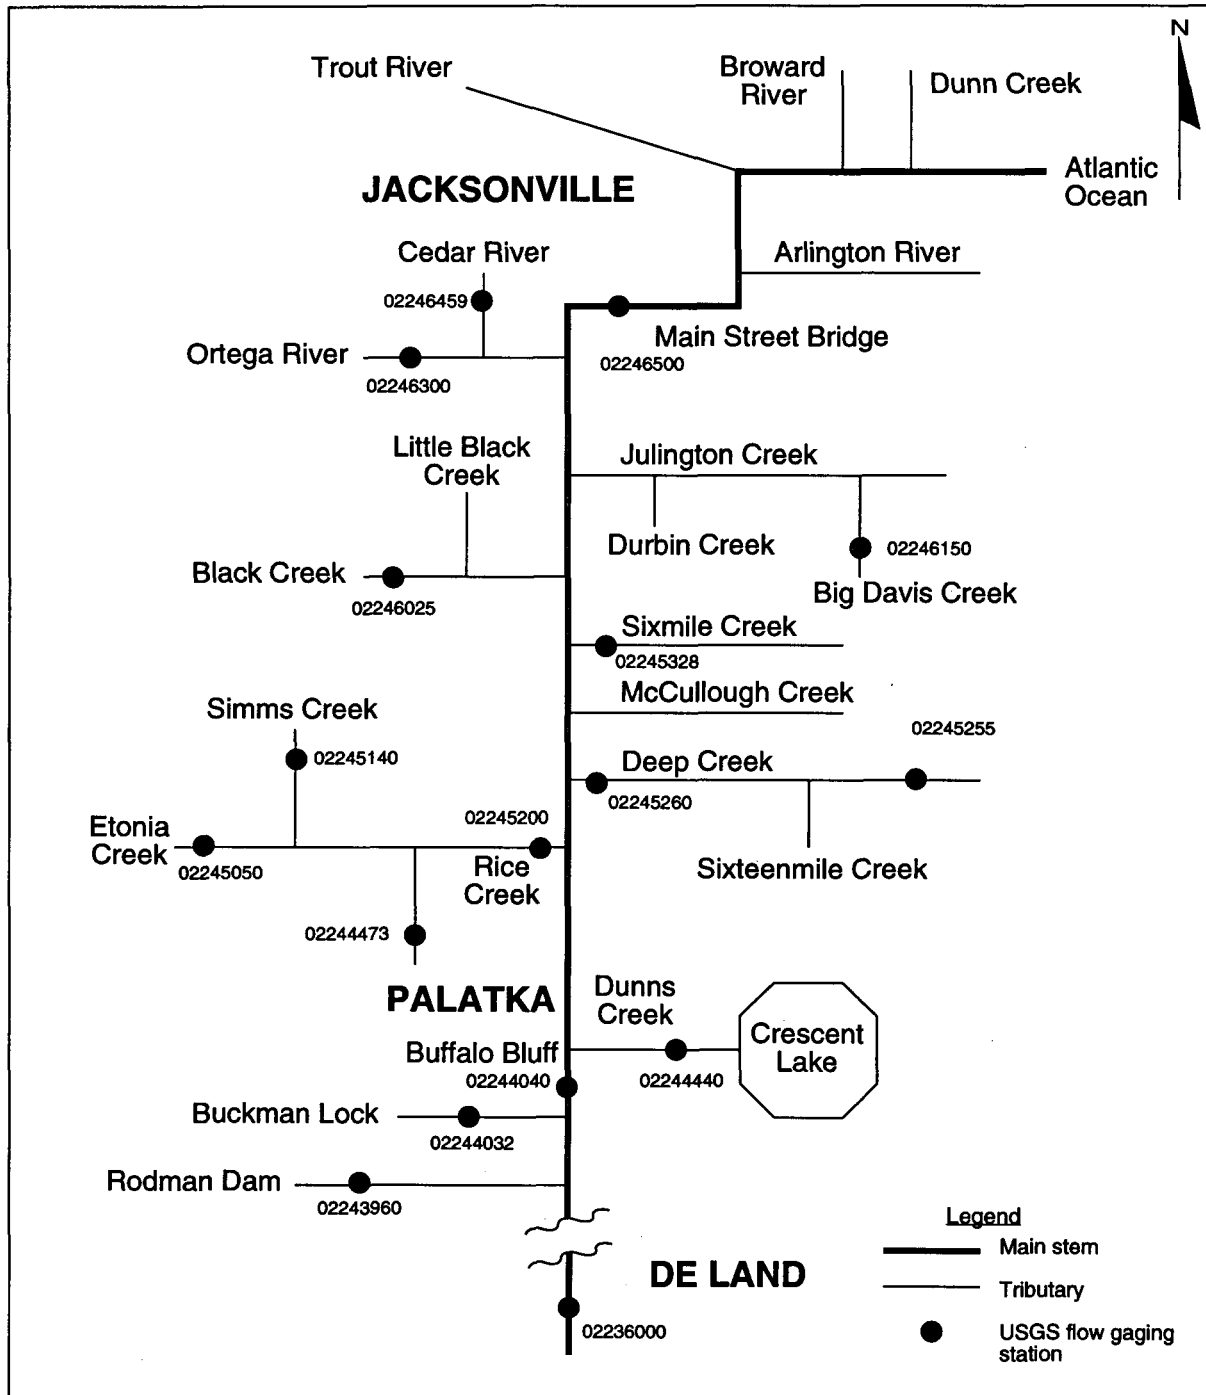 N
Trout River
Broward
River
Dunn Creek
Atlantic
Ocean
JACKSONVILLE
Cedar River
Arlington River
02246459
Main Street Bridge
Ortega River
02246500
02246300
Little Black
Creek
Julington Creek
Durbin Creek
02246150
Black Creek
Big Davis Creek
02246025
Sixmile Creek
02245328
McCullough Creek
Simms Creek
02245255
02245140
Deep Creek
02245260
02245200
Etonia
Creek
02245050
Rice
Creek
Sixteenmile Creek
02244473
PALATKA
Dunns
Creek
Crescent
Lake
Buffalo Bluff
02244040
02244440
Buckman Lock
02244032
Rodman Dam
02243960
Legend
Main stem
DE LAND
Tributary
02236000
USGS flow gaging
station